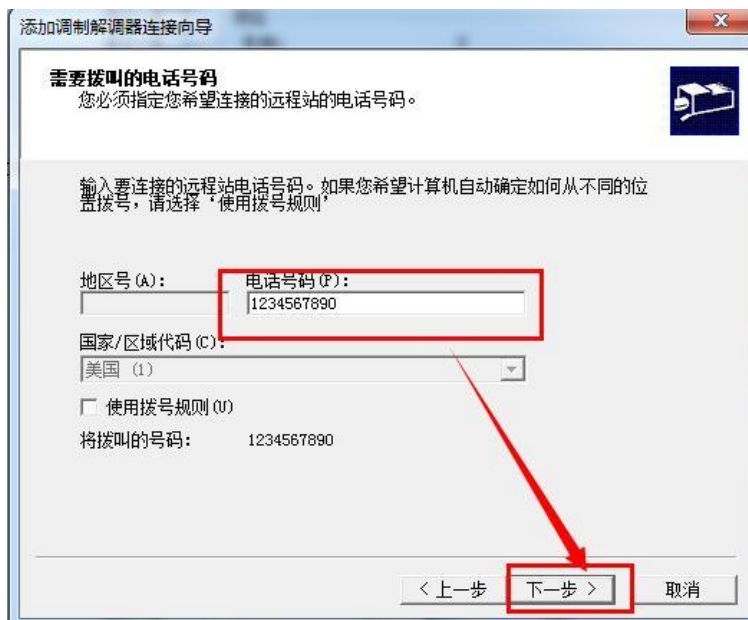 添加调制解调器连接向导
需要拨叫的电话号码
您必须指定您希望连接的远程站的电话号码。
输入要连接的远程站电话号码。如果您希望计算机自动确定如何从不同的位
置拨号，请选择‘使用拨号规则’
地区号(A)： 电话号码(P)：
1234567890
国家/区域代码(C)：
美国 (1)
使用拨号规则(U)
将拨叫的号码： 1234567890
< 上一步 下一步 > 取消